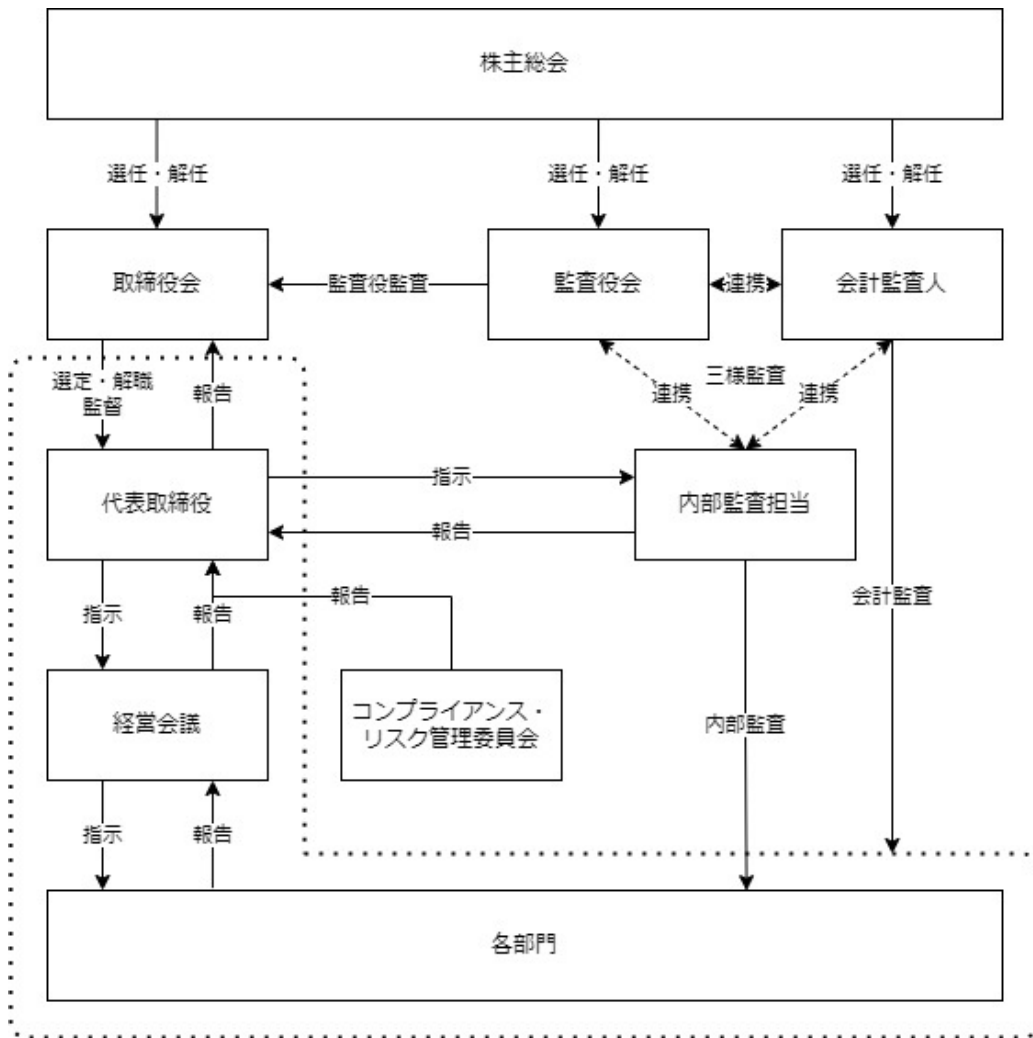 株主総会
選任・解任
選任・解任
選任・解任
取締役会
監査役監査
監査役会
連携
会計監査人
選定・解職
監督
報告
連携
三様監査
連携
代表取締役
指示
報告
内部監査担当
指示
報告
報告
会計監査
経営会議
コンプライアンス・
リスク管理委員会
内部監査
指示
報告
各部門